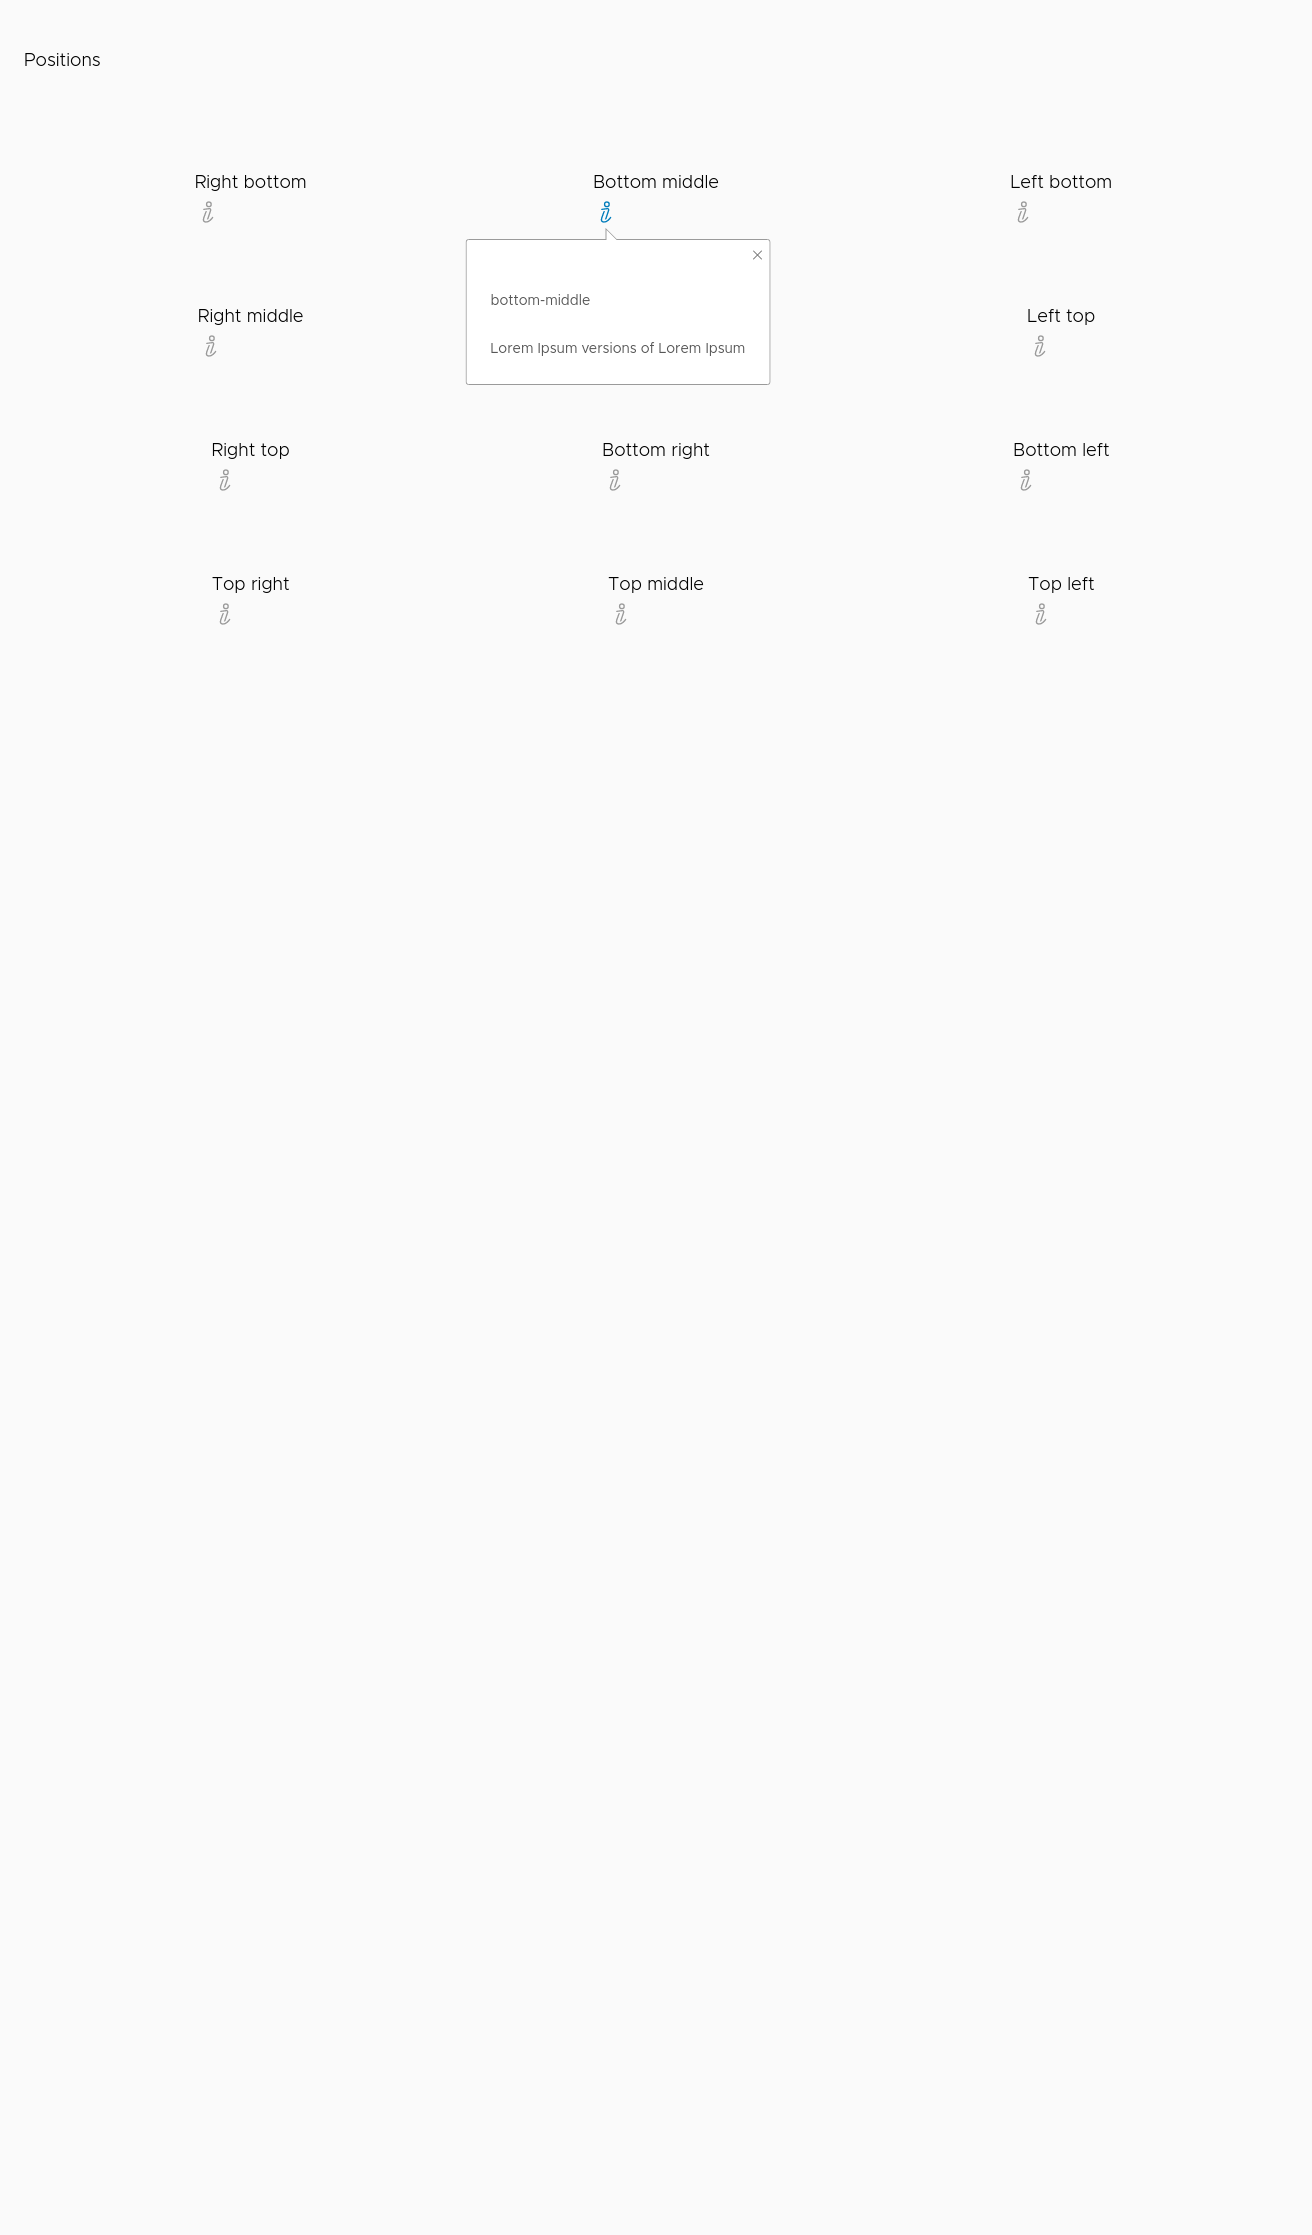 Positions
Right bottom
Bottom middle
Left bottom
bottom-middle
Lorem Ipsum versions of Lorem Ipsum
Right middle
Left top
Right top
Bottom right
Bottom left
Top right
Top middle
Top left